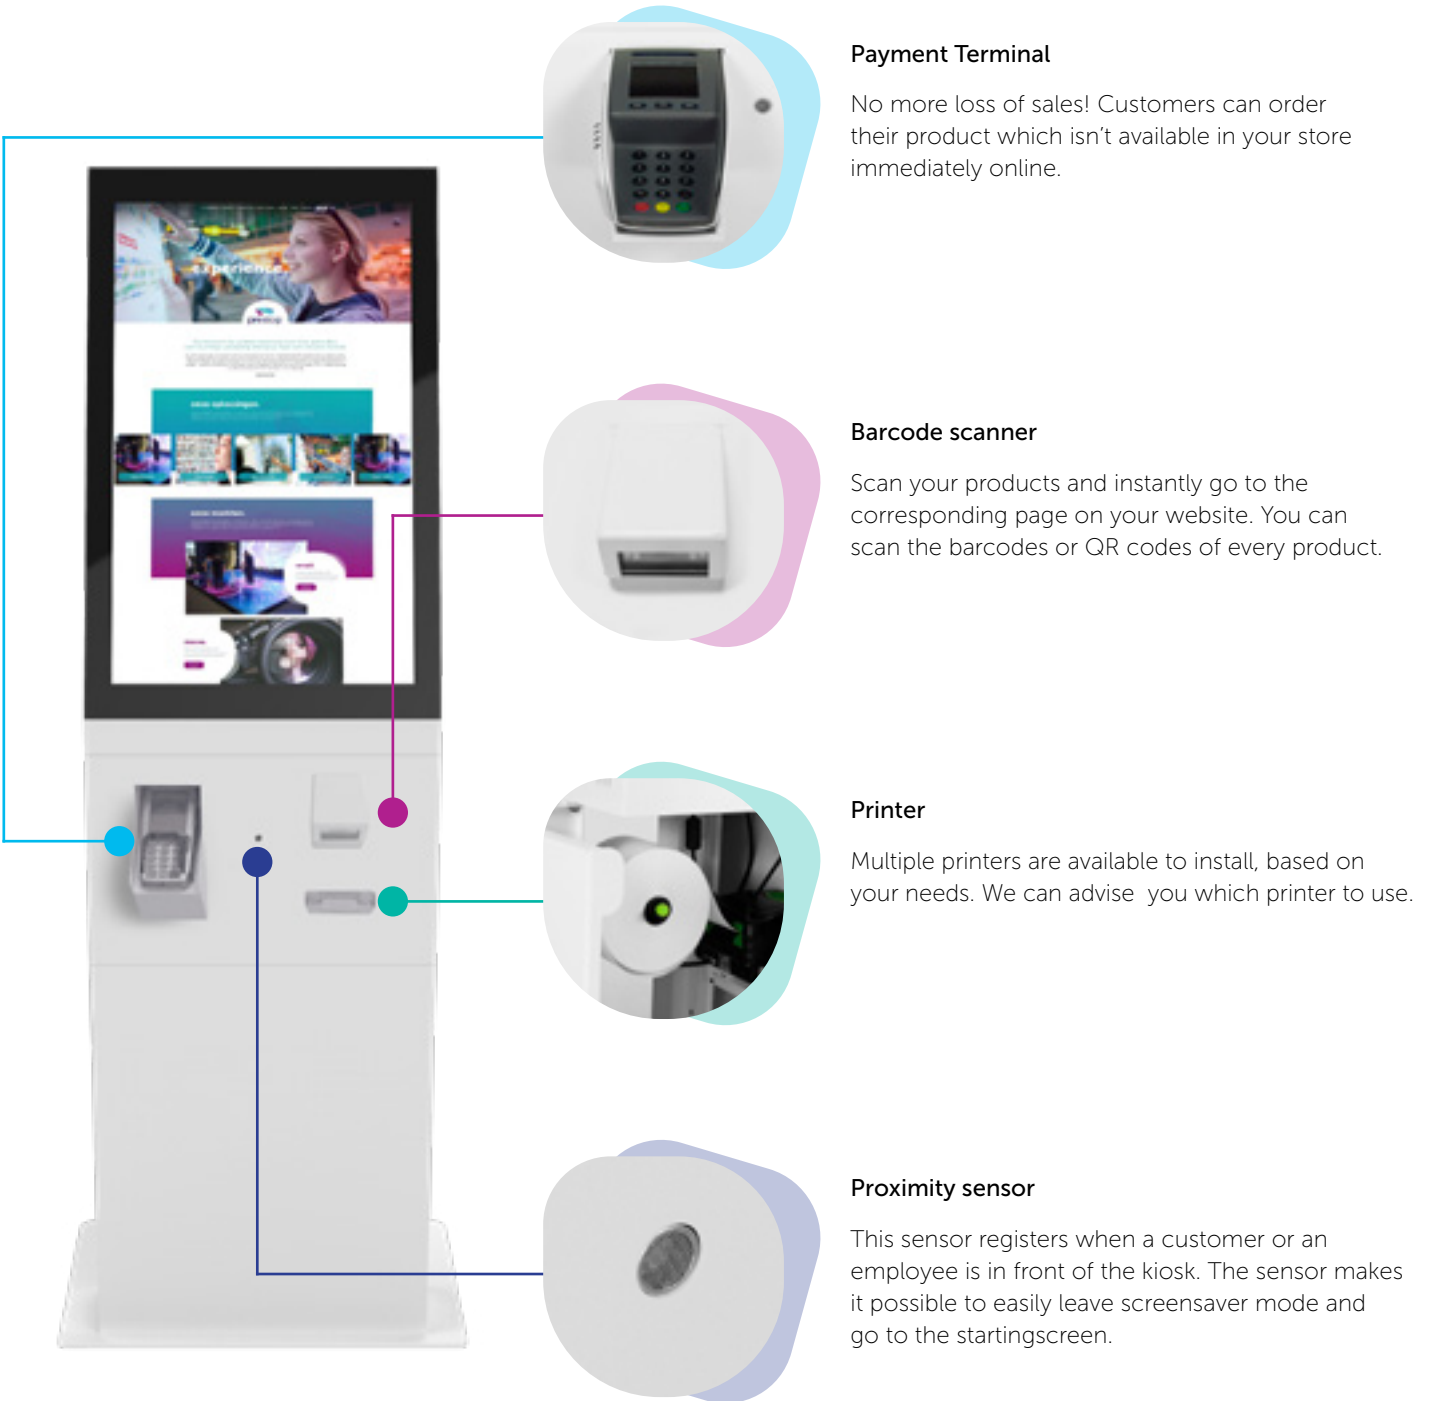 Payment Terminal
No more loss of sales! Customers can order
their product which isn't available in your store
immediately online.
experience.
Barcode scanner
Scan your products and instantly go to the
corresponding page on your website. You can
scan the barcodes or QR codes of every product.
Printer
Multiple printers are available to install, based on
your needs. We can advise  you which printer to use.
Proximity sensor
This sensor registers when a customer or an
employee is in front of the kiosk. The sensor makes
it possible to easily leave screensaver mode and
go to the startingscreen.